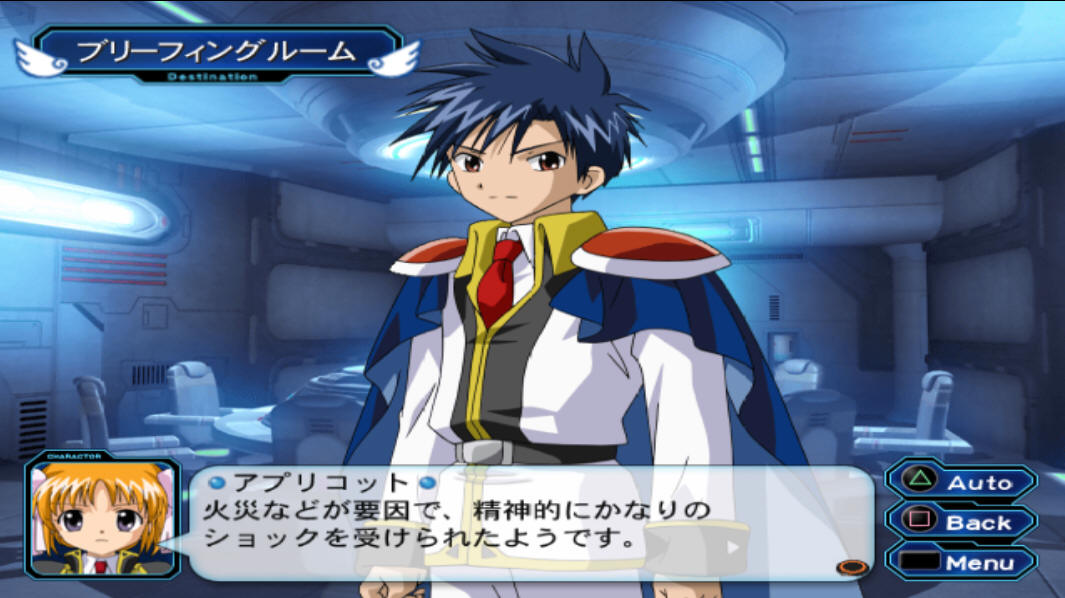 ブリーフィングルーム
Destination
CHARACTOR
アプリコット
火災などが要因で、精神的にかなりの
ショックを受けられたようです。
Auto
Back
Menu